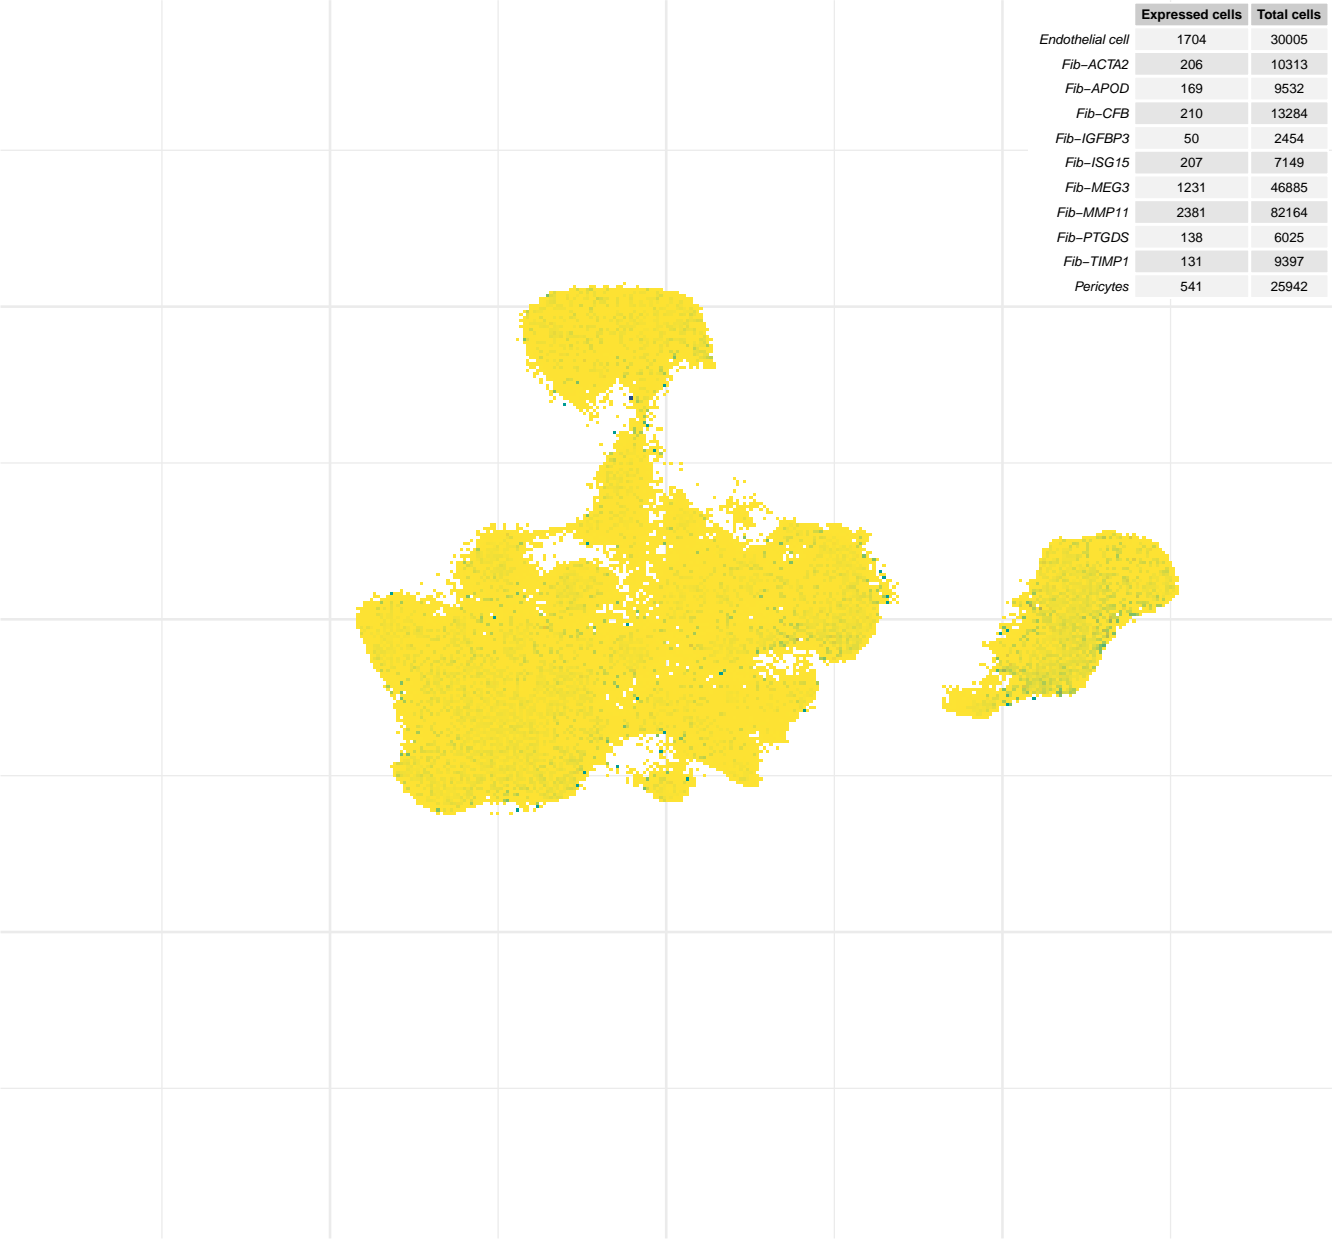 Expressed cells Total cells
Endothelial cell 1704 30005
Fib−ACTA2 206 10313
Fib−APOD 169 9532
Fib−CFB 210 13284
Fib−IGFBP3 50 2454
Fib−ISG15 207 7149
Fib−MEG3 1231 46885
Fib−MMP11 2381 82164
Fib−PTGDS 138 6025
Fib−TIMP1 131 9397
Pericytes 541 25942